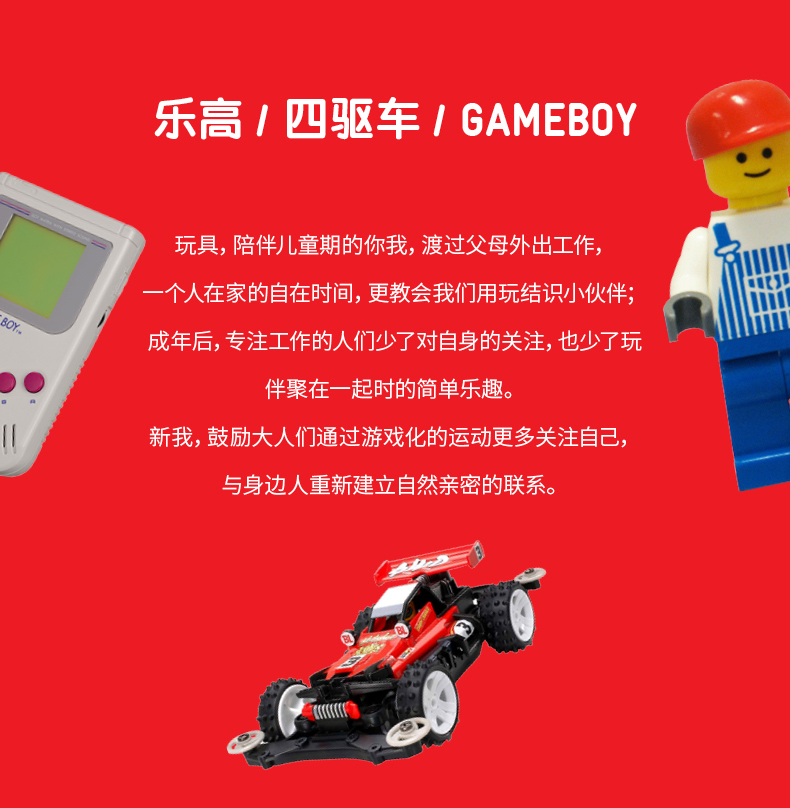 乐高 / 四驱车 / GAMEBOY
玩具，陪伴儿童期的你我，渡过父母外出工作，
一个人在家的自在时间，更教会我们用玩结识小伙伴；
成年后，专注工作的人们少了对自身的关注，也少了玩
伴聚在一起时的简单乐趣。
新我，鼓励大人们通过游戏化的运动更多关注自己，
与身边人重新建立自然亲密的联系。
BOY
3
BL
BL
3
3